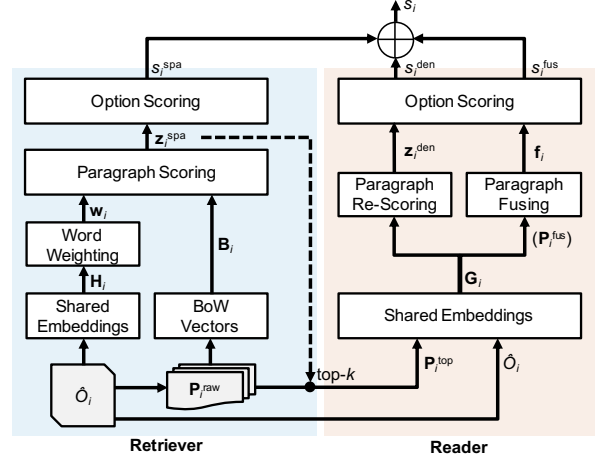 s_i
s_i^spa
s_i^den
s_i^fus
Option Scoring
Option Scoring
z_i^spa
z_i^den
f_i
Paragraph Scoring
Paragraph
Re-Scoring
Paragraph
Fusing
w_i
B_i
(P_i^fus)
Word
Weighting
H_i
G_i
Shared
Embeddings
BoW
Vectors
Shared Embeddings
Ô_i
P_i^raw
top-k
P_i^top
Ô_i
Retriever
Reader